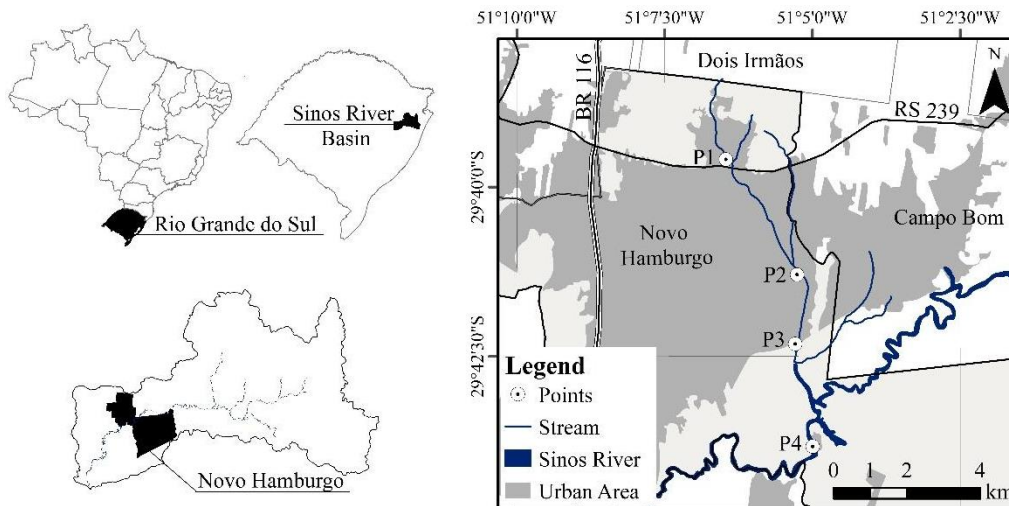 Sinos River
Basin
Rio Grande do Sul
Novo Hamburgo
51°10'0"W
51°7'30"W
51°5'0"W
51°2'30"W
N
BR 116
Dois Irmãos
RS 239
P1
29°40'0"S
Novo
Hamburgo
Campo Bom
P2
P3
29°42'30"S
Legend
Points
Stream
Sinos River
Urban Area
P4
0 1 2 4
km